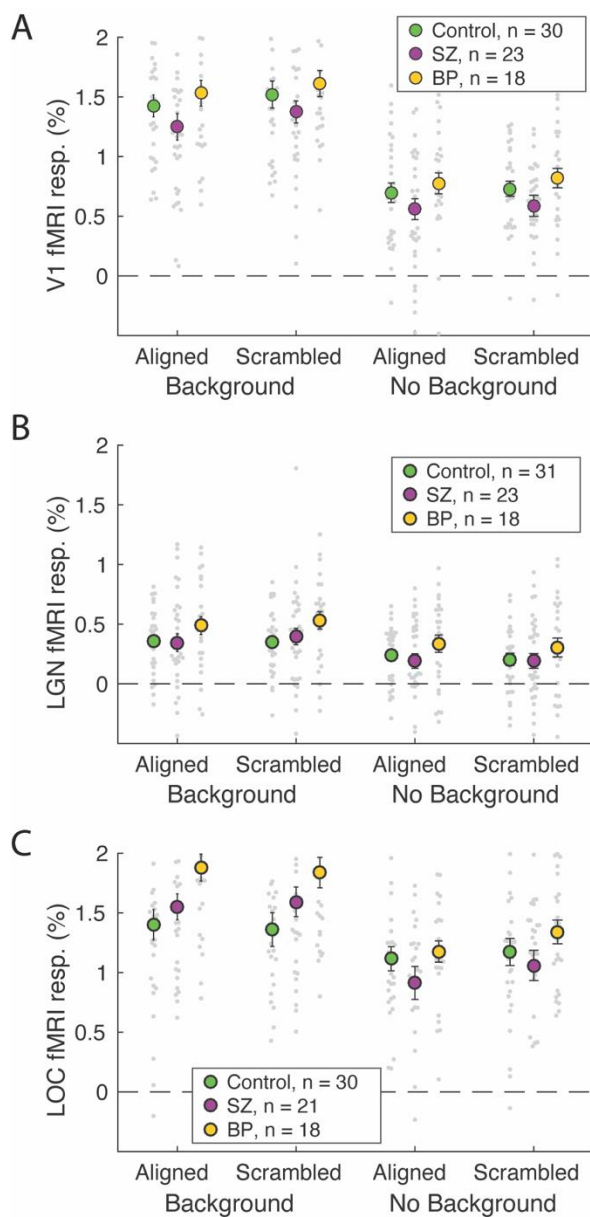 A
Control, n = 30
SZ, n = 23
BP, n = 18
V1 fMRI resp. (%)
2
1.5
1
0.5
0
Aligned Scrambled Aligned Scrambled
Background No Background
B
Control, n = 31
SZ, n = 23
BP, n = 18
LGN fMRI resp. (%)
2
1.5
1
0.5
0
Aligned Scrambled Aligned Scrambled
Background No Background
C
LOC fMRI resp. (%)
2
1.5
1
0.5
0
Control, n = 30
SZ, n = 21
BP, n = 18
Aligned Scrambled Aligned Scrambled
Background No Background